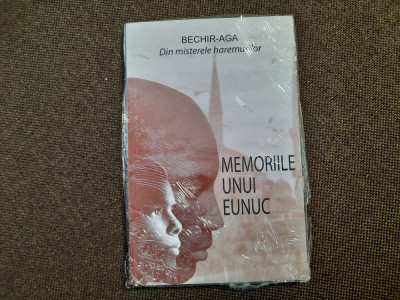 BECHIR-AGA
Din misterele haremurilor
MEMORIILE
UNUI
EUNUC